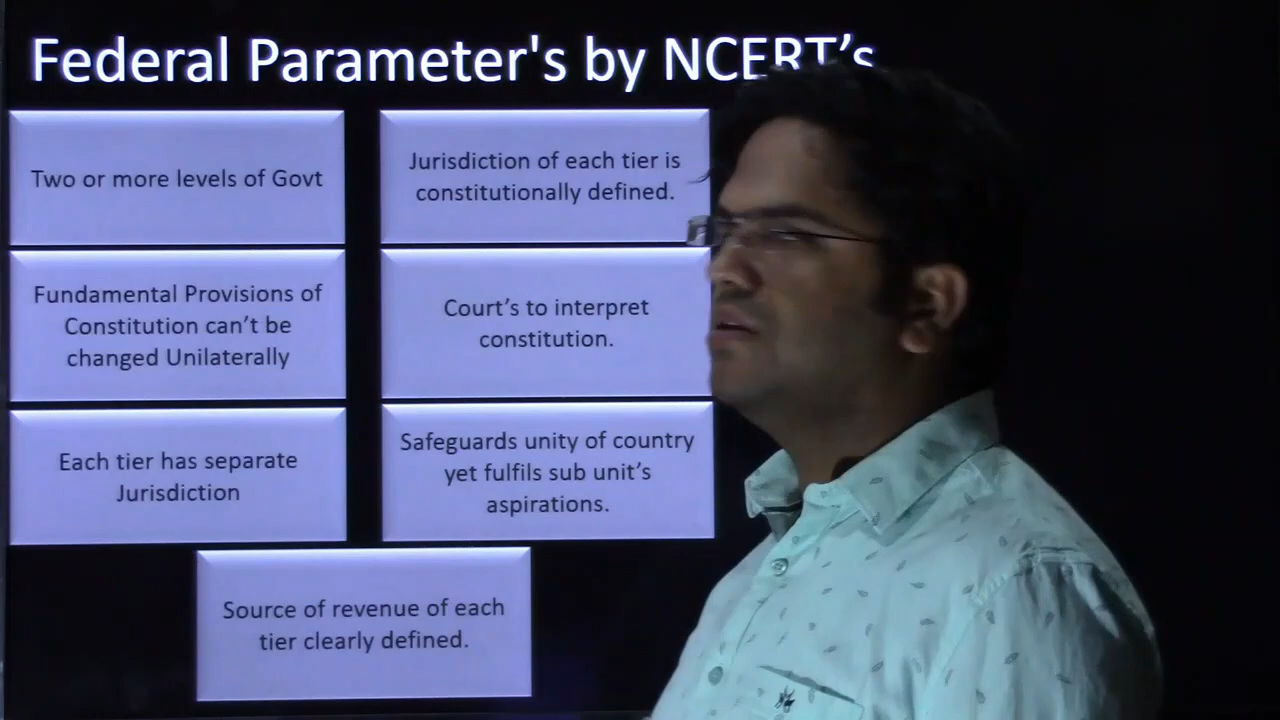 Federal Parameter's by NCERT's
Two or more levels of Govt
Jurisdiction of each tier is
constitutionally defined.
Fundamental Provisions of
Constitution can't be
changed Unilaterally
Court's to interpret
constitution.
Each tier has separate
Jurisdiction
Safeguards unity of country
yet fulfils sub unit's
aspirations.
Source of revenue of each
tier clearly defined.